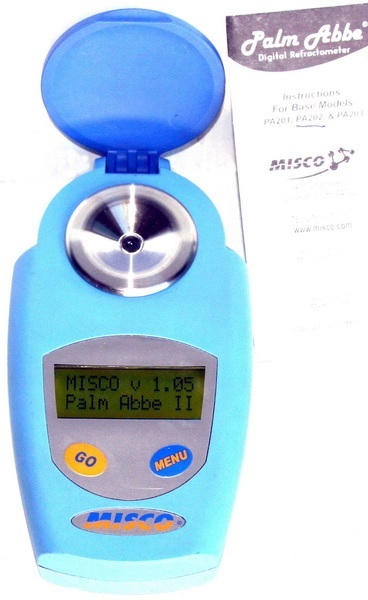 Palm Abbe
Digital Refractometer
Instructions
For Base Models
PA201, PA202, & PA203
MISCO
www.misco.com
MISCO v 1.05
Palm Abbe II
GO
MENU
MISCO